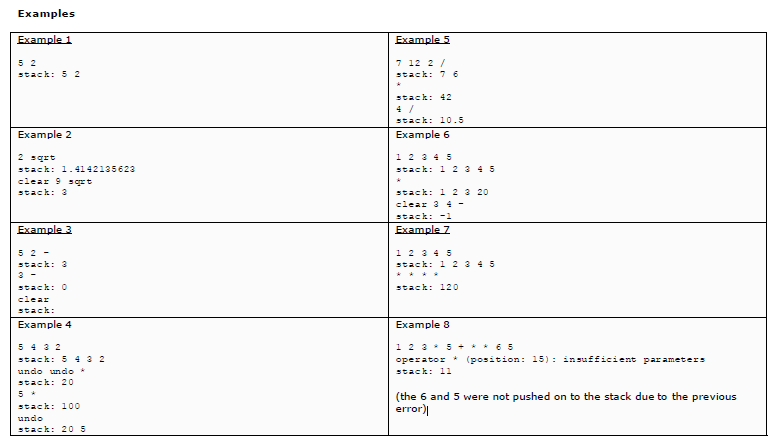 Examples
Example 1
5 2
stack: 5 2
Example 5
7 12 2 /
stack: 7 6
*
stack: 42
4 /
stack: 10.5
Example 2
2 sqrt
stack: 1.4142135623
clear 9 sqrt
stack: 3
Example 6
1 2 3 4 5
stack: 1 2 3 4 5
*
stack: 1 2 3 20
clear 3 4 -
stack: -1
Example 3
5 2 -
stack: 3
3 -
stack: 0
clear
stack:
Example 7
1 2 3 4 5
stack: 1 2 3 4 5
* * * *
stack: 120
Example 4
5 4 3 2
stack: 5 4 3 2
undo undo *
stack: 20
5 *
stack: 100
undo
stack: 20 5
Example 8
1 2 3 * 5 + * * 6 5
operator * (position: 15): insufficient parameters
stack: 11
(the 6 and 5 were not pushed on to the stack due to the previous
error)